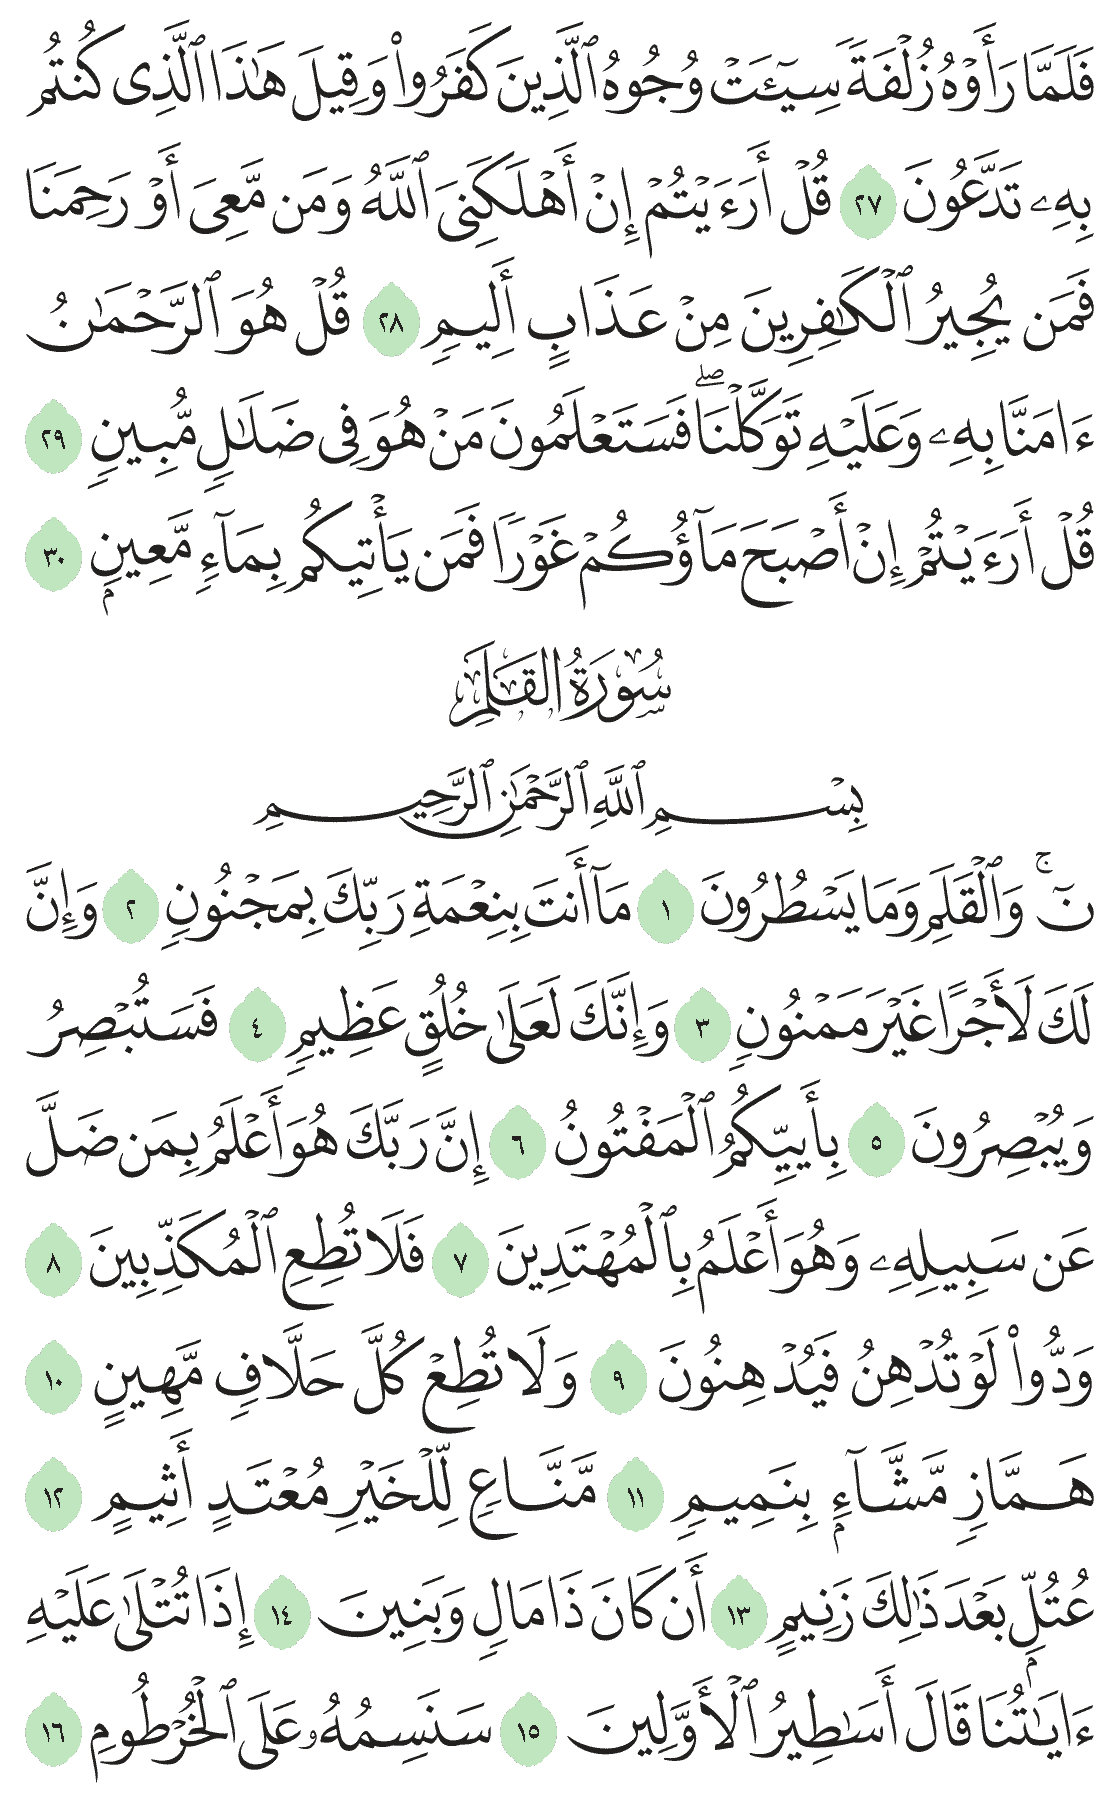 فَلَمَّا رَأَوْهُ زُلْفَةً سِيٓـَٔتْ وُجُوهُ ٱلَّذِينَ كَفَرُوا۟ وَقِيلَ هَـٰذَا ٱلَّذِى كُنتُم
بِهِۦ تَدَّعُونَ ٢٧ قُلْ أَرَءَيْتُمْ إِنْ أَهْلَكَنِىَ ٱللَّهُ وَمَن مَّعِىَ أَوْ رَحِمَنَا
فَمَن يُجِيرُ ٱلْكَـٰفِرِينَ مِنْ عَذَابٍ أَلِيمٍ ٢٨ قُلْ هُوَ ٱلرَّحْمَـٰنُ
ءَامَنَّا بِهِۦ وَعَلَيْهِ تَوَكَّلْنَا ۖ فَسَتَعْلَمُونَ مَنْ هُوَ فِى ضَلَـٰلٍ مُّبِينٍ ٢٩
قُلْ أَرَءَيْتُمْ إِنْ أَصْبَحَ مَآؤُكُمْ غَوْرًا فَمَن يَأْتِيكُم بِمَآءٍ مَّعِينٍۭ ٣٠
سُورَةُ القَلَمِ
بِسْمِ ٱللَّهِ ٱلرَّحْمَـٰنِ ٱلرَّحِيمِ
نٓ ۚ وَٱلْقَلَمِ وَمَا يَسْطُرُونَ ١ مَآ أَنتَ بِنِعْمَةِ رَبِّكَ بِمَجْنُونٍ ٢ وَإِنَّ
لَكَ لَأَجْرًا غَيْرَ مَمْنُونٍ ٣ وَإِنَّكَ لَعَلَىٰ خُلُقٍ عَظِيمٍ ٤ فَسَتُبْصِرُ
وَيُبْصِرُونَ ٥ بِأَييِّكُمُ ٱلْمَفْتُونُ ٦ إِنَّ رَبَّكَ هُوَ أَعْلَمُ بِمَن ضَلَّ
عَن سَبِيلِهِۦ وَهُوَ أَعْلَمُ بِٱلْمُهْتَدِينَ ٧ فَلَا تُطِعِ ٱلْمُكَذِّبِينَ ٨
وَدُّوا۟ لَوْ تُدْهِنُ فَيُدْهِنُونَ ٩ وَلَا تُطِعْ كُلَّ حَلَّافٍ مَّهِينٍ ١٠
هَمَّازٍ مَّشَّآءٍۭ بِنَمِيمٍ ١١ مَّنَّاعٍ لِّلْخَيْرِ مُعْتَدٍ أَثِيمٍ ١٢
عُتُلٍّۭ بَعْدَ ذَٰلِكَ زَنِيمٍ ١٣ أَن كَانَ ذَا مَالٍ وَبَنِينَ ١٤ إِذَا تُتْلَىٰ عَلَيْهِ
ءَايَـٰتُنَا قَالَ أَسَـٰطِيرُ ٱلْأَوَّلِينَ ١٥ سَنَسِمُهُۥ عَلَى ٱلْخُرْطُومِ ١٦